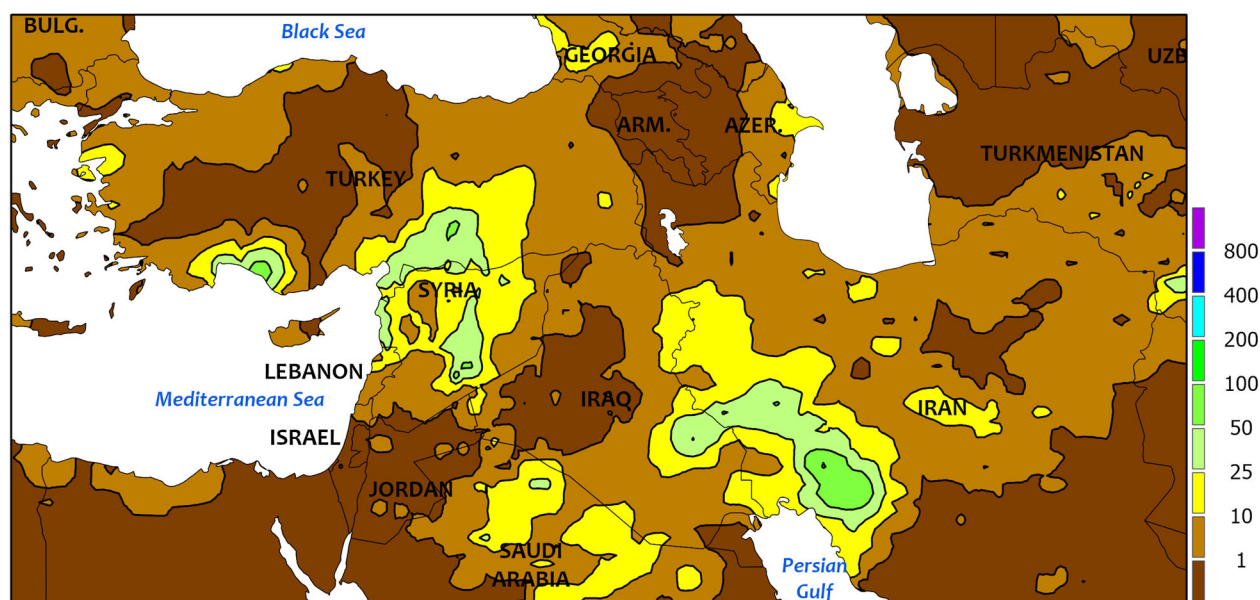 BULG.
Black Sea
GEORGIA
UZB
ARM.
AZER.
TURKMENISTAN
TURKEY
SYRIA
LEBANON
Mediterranean Sea
IRAQ
IRAN
ISRAEL
JORDAN
SAUDI
ARABIA
Persian
Gulf
800
400
200
100
50
25
10
1